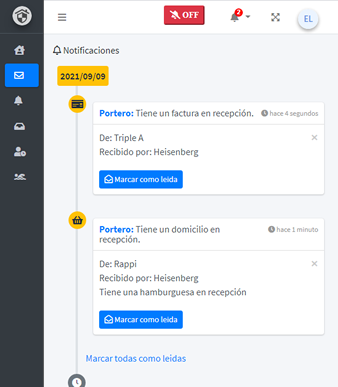 OFF
2
EL
Notificaciones
2021/09/09
Portero: Tiene un factura en recepción.
hace 4 segundos
De: Triple A
Recibido por: Heisenberg
Marcar como leida
Portero: Tiene un domicilio en
recepción.
hace 1 minuto
De: Rappi
Recibido por: Heisenberg
Tiene una hamburguesa en recepción
Marcar como leida
Marcar todas como leidas